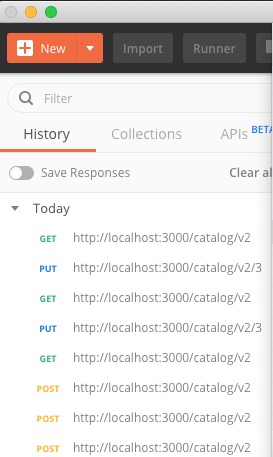 New Import Runner
Filter
History Collections APIs BETA
Save Responses Clear al
Today
GET http://localhost:3000/catalog/v2
PUT http://localhost:3000/catalog/v2/3
GET http://localhost:3000/catalog/v2
PUT http://localhost:3000/catalog/v2/3
GET http://localhost:3000/catalog/v2
POST http://localhost:3000/catalog/v2
POST http://localhost:3000/catalog/v2
POST http://localhost:3000/catalog/v2